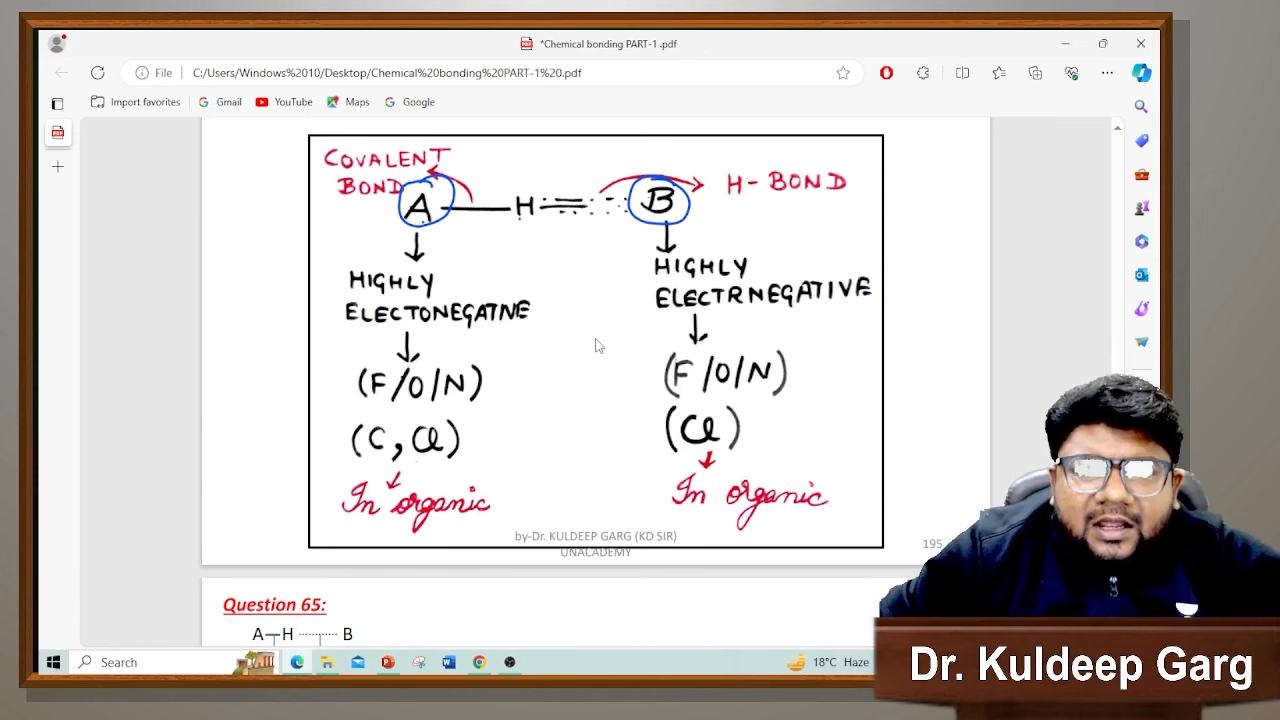 *Chemical bonding PART-1 .pdf
File
C:/Users/Windows%2010/Desktop/Chemical%20bonding%20PART-1%20.pdf
Import favorites
Gmail
YouTube
Maps
Google
COVALENT
BOND
A
H
B
H-BOND
HIGHLY
ELECTONEGATIVE
HIGHLY
ELECTRNEGATIVE
(F/O/N)
(F/O/N)
(C, Cl)
(Cl)
In organic
In organic
by-Dr. KULDEEP GARG (KD SIR)
UNACADEMY
195
Question 65:
A─H ············ B
Search
18°C Haze
Dr. Kuldeep Garg